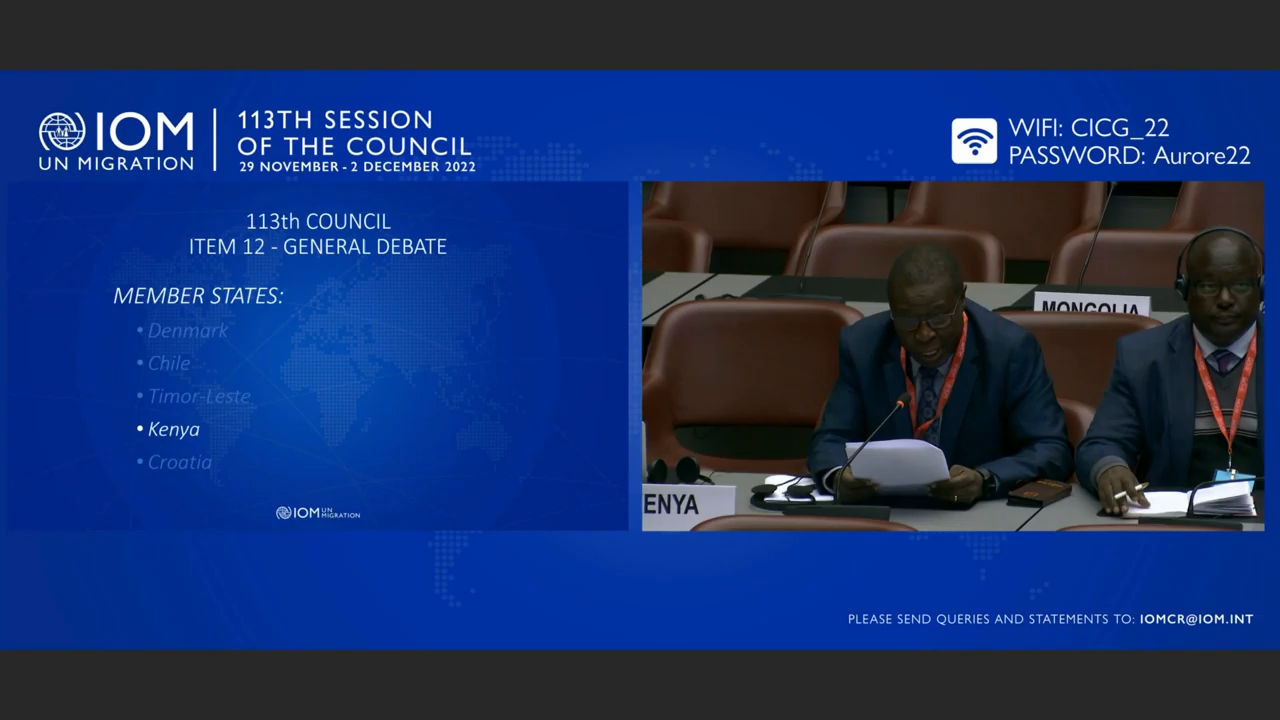 IOM
UN MIGRATION
113TH SESSION
OF THE COUNCIL
29 NOVEMBER - 2 DECEMBER 2022
WIFI: CICG_22
PASSWORD: Aurore22
113th COUNCIL
ITEM 12 - GENERAL DEBATE
MEMBER STATES:
• Denmark
• Chile
• Timor-Leste
• Kenya
• Croatia
IOM UN MIGRATION
MONGOLIA
ENYA
PLEASE SEND QUERIES AND STATEMENTS TO: IOMCR@IOM.INT